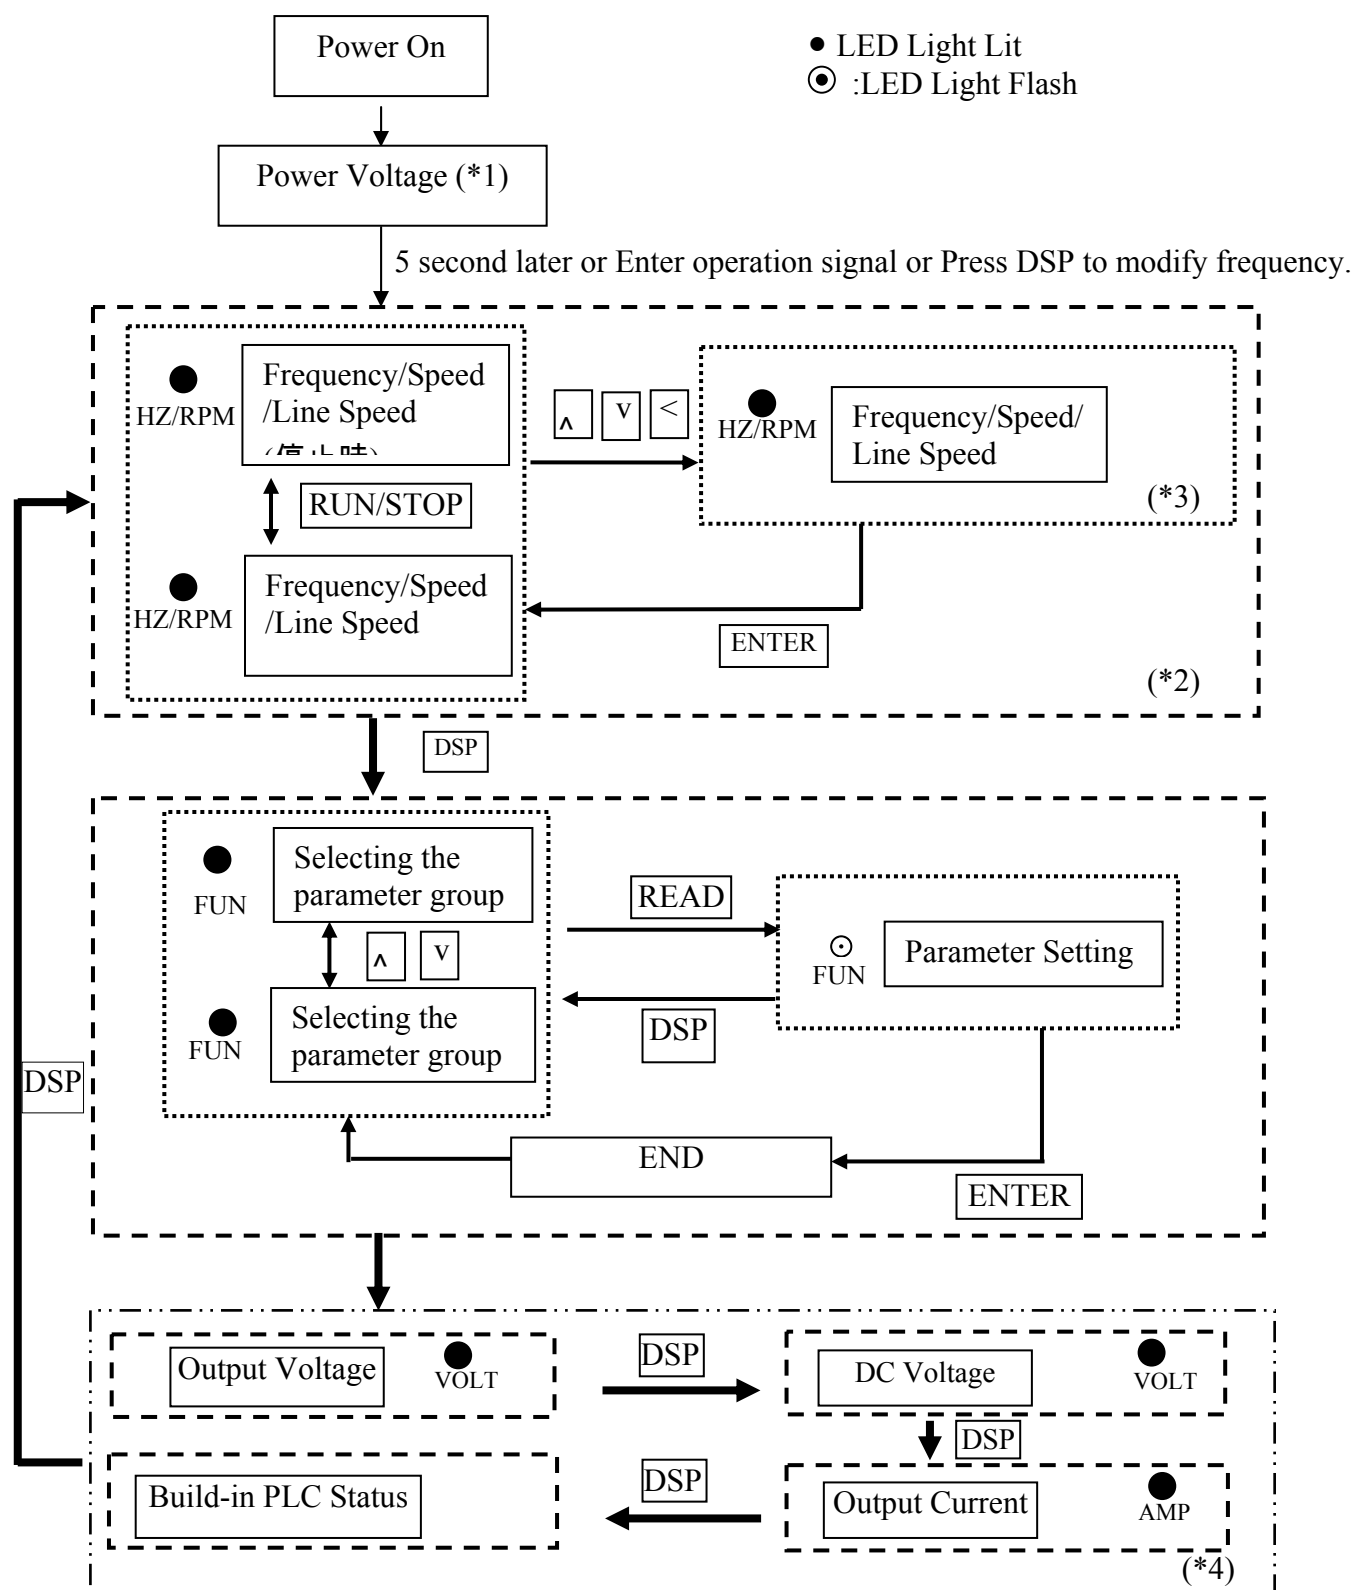 Power On
● LED Light Lit
:LED Light Flash
Power Voltage (*1)
5 second later or Enter operation signal or Press DSP to modify frequency.
HZ/RPM
Frequency/Speed
/Line Speed
(停止時)
^ v <
HZ/RPM
Frequency/Speed/
Line Speed
(*3)
RUN/STOP
HZ/RPM
Frequency/Speed
/Line Speed
ENTER
(*2)
DSP
FUN
Selecting the
parameter group
READ
FUN
Parameter Setting
^ v
FUN
Selecting the
parameter group
DSP
DSP
END
ENTER
Output Voltage
VOLT
DSP
DC Voltage
VOLT
DSP
Build-in PLC Status
DSP
Output Current
AMP
(*4)